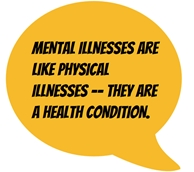 MENTAL ILLNESSES ARE
LIKE PHYSICAL
ILLNESSES -- THEY ARE
A HEALTH CONDITION.